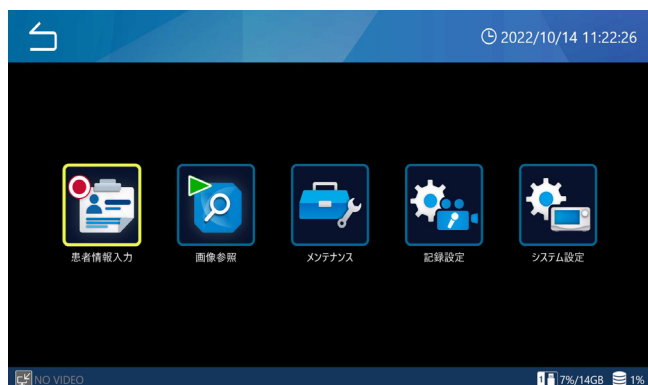 2022/10/14 11:22:26
患者情報入力
画像参照
メンテナンス
記録設定
システム設定
NO VIDEO
1 7%/14GB 1%